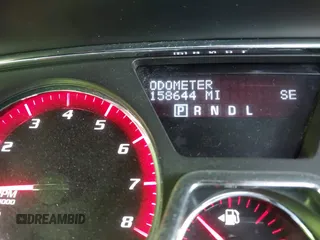 ODOMETER
158644 MI SE
P R N D L
2 3 4 5 6 7 8
DREAMBID